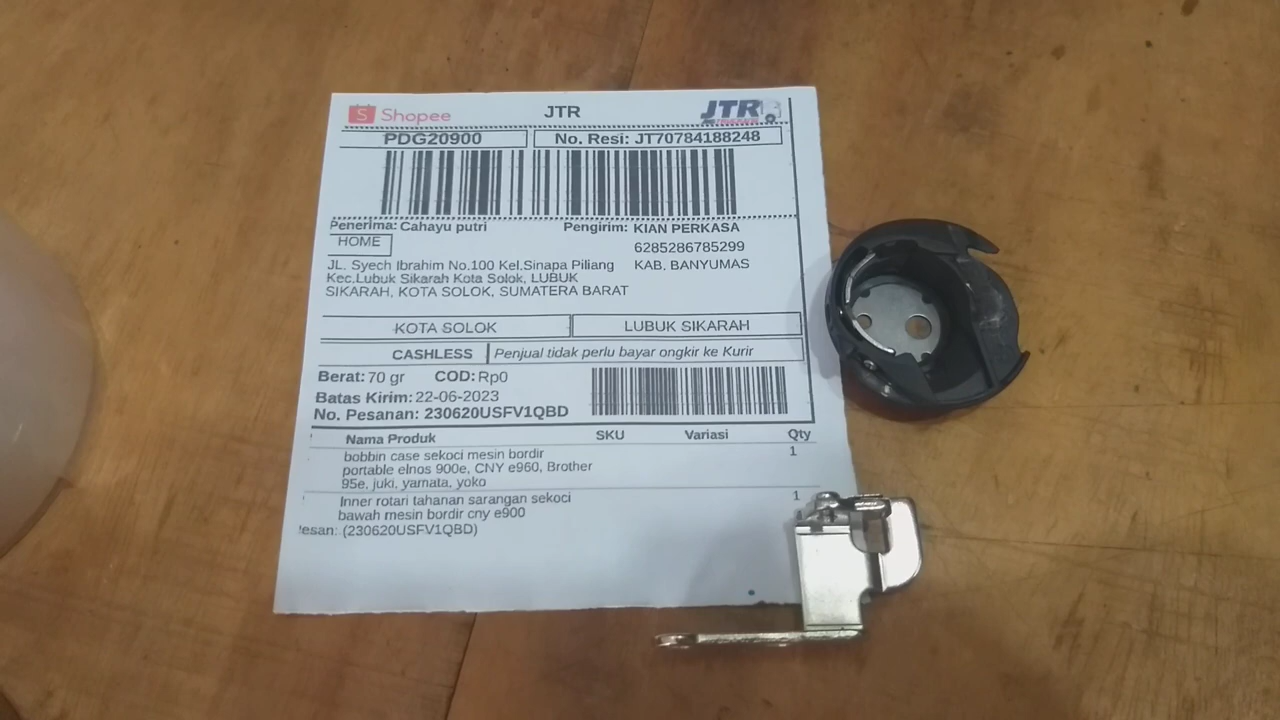 Shopee JTR JTR
PDG20900 No. Resi: JT70784188248
Penerima: Cahayu putri Pengirim: KIAN PERKASA
HOME 6285286785299
JL. Syech Ibrahim No.100 Kel.Sinapa Piliang KAB. BANYUMAS
Kec,Lubuk Sikarah Kota Solok, LUBUK
SIKARAH, KOTA SOLOK, SUMATERA BARAT
KOTA SOLOK LUBUK SIKARAH
CASHLESS Penjual tidak perlu bayar ongkir ke Kurir
Berat: 70 gr COD: Rp0
Batas Kirim: 22-06-2023
No. Pesanan: 230620USFV1QBD
Nama Produk SKU Variasi Qty
bobbin case sekoci mesin bordir 1
portable elnos 900e, CNY e960, Brother
95e, juki, yamata, yoko
Inner rotari tahanan sarangan sekoci 1
bawah mesin bordir cny e900
esan: (230620USFV1QBD)